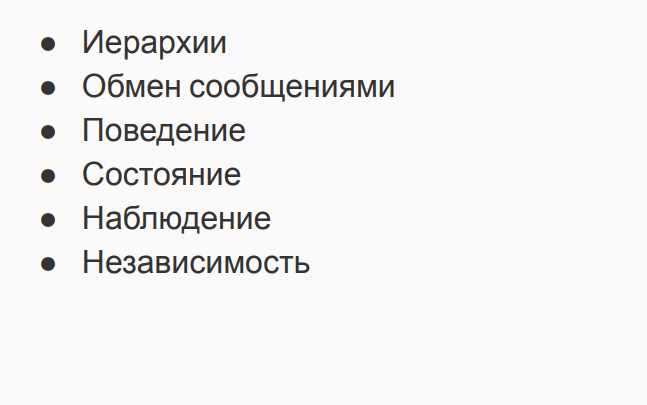 ● Иерархии
● Обмен сообщениями
● Поведение
● Состояние
● Наблюдение
● Независимость